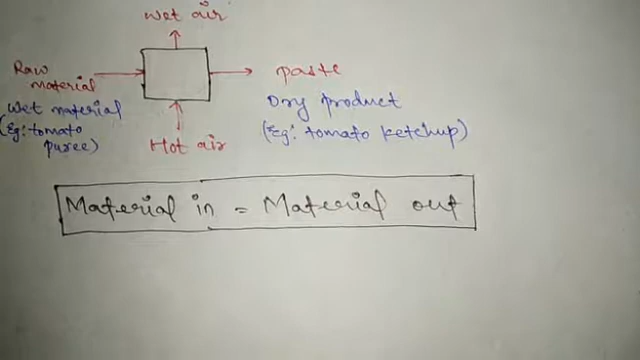 wet air
Raw
material
paste
wet material
(Eg: tomato
puree)
Hot air
Dry product
(Eg: tomato ketchup)
Material in = Material out